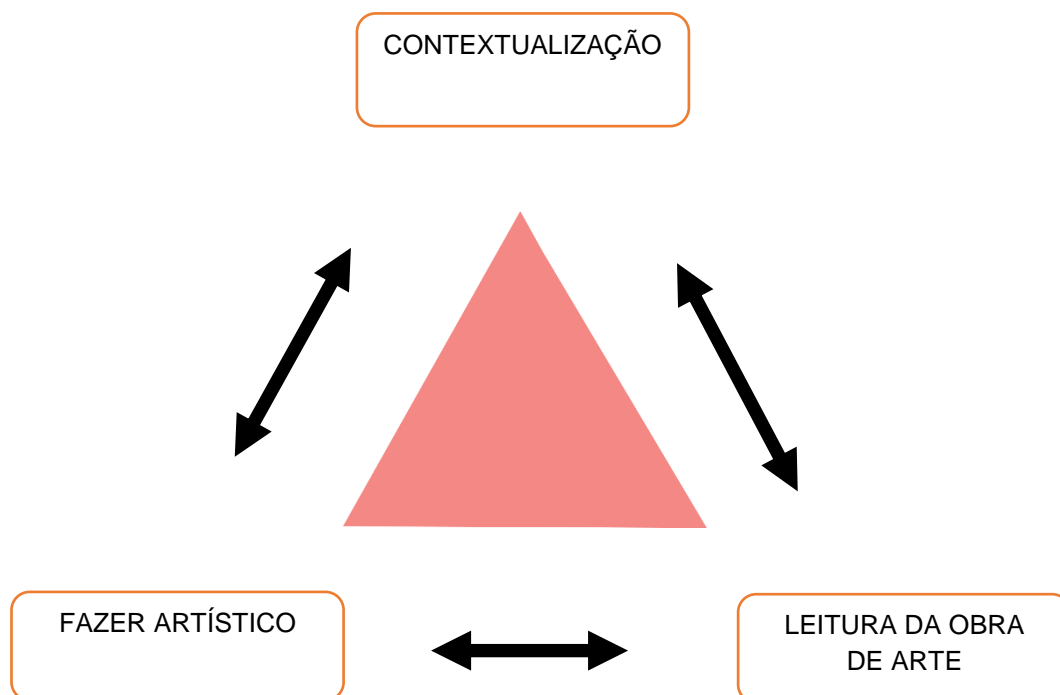 CONTEXTUALIZAÇÃO
FAZER ARTÍSTICO
LEITURA DA OBRA
DE ARTE